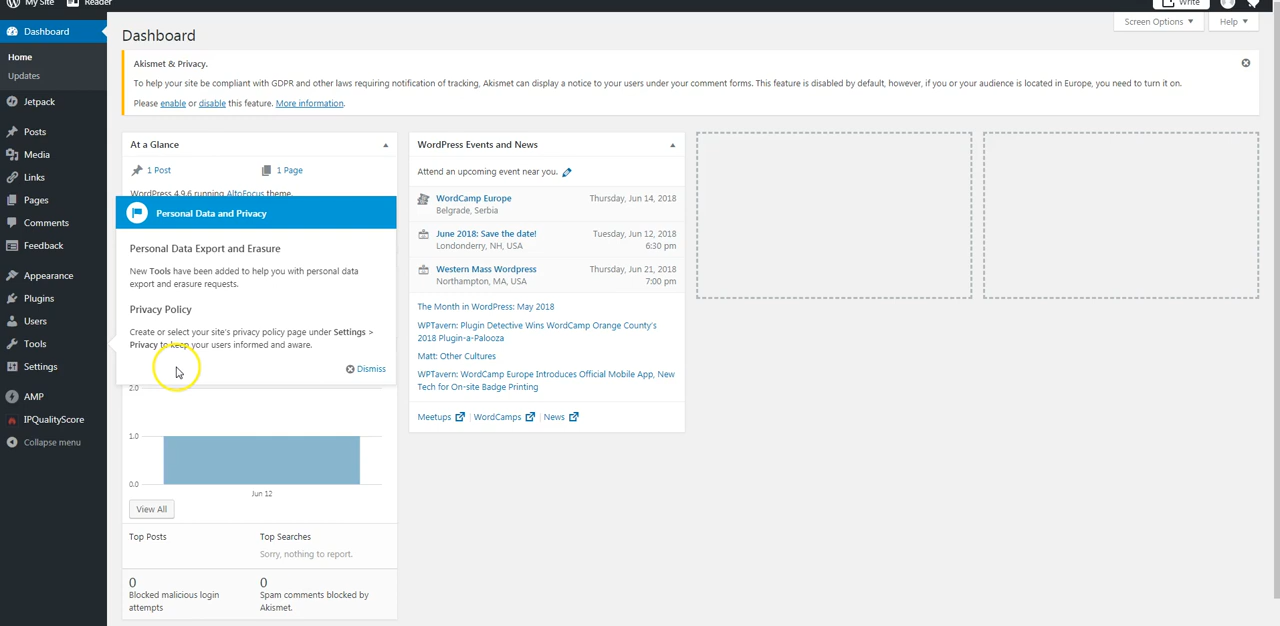 My Site Reader Write
Screen Options ▼ Help ▼
Dashboard
Home
Updates
Jetpack
Posts
Media
Links
Pages
Comments
Feedback
Appearance
Plugins
Users
Tools
Settings
AMP
IPQualityScore
Collapse menu
Dashboard
Akismet & Privacy.
To help your site be compliant with GDPR and other laws requiring notification of tracking, Akismet can display a notice to your users under your comment forms. This feature is disabled by default, however, if you or your audience is located in Europe, you need to turn it on.
Please enable or disable this feature. More information.
At a Glance
1 Post 1 Page
WordPress 4.9.6 running AltoFocus theme.
Personal Data and Privacy
Personal Data Export and Erasure
New Tools have been added to help you with personal data
export and erasure requests.
Privacy Policy
Create or select your site's privacy policy page under Settings >
Privacy to keep your users informed and aware.
Dismiss
2.0
1.0
0.0
Jun 12
View All
Top Posts Top Searches
Sorry, nothing to report.
0 0
Blocked malicious login Spam comments blocked by
attempts Akismet.
WordPress Events and News
Attend an upcoming event near you.
WordCamp Europe Thursday, Jun 14, 2018
Belgrade, Serbia
June 2018: Save the date! Tuesday, Jun 12, 2018
Londonderry, NH, USA 6:30 pm
Western Mass Wordpress Thursday, Jun 21, 2018
Northampton, MA, USA 7:00 pm
The Month in WordPress: May 2018
WPTavern: Plugin Detective Wins WordCamp Orange County's
2018 Plugin-a-Palooza
Matt: Other Cultures
WPTavern: WordCamp Europe Introduces Official Mobile App, New
Tech for On-site Badge Printing
Meetups | WordCamps | News